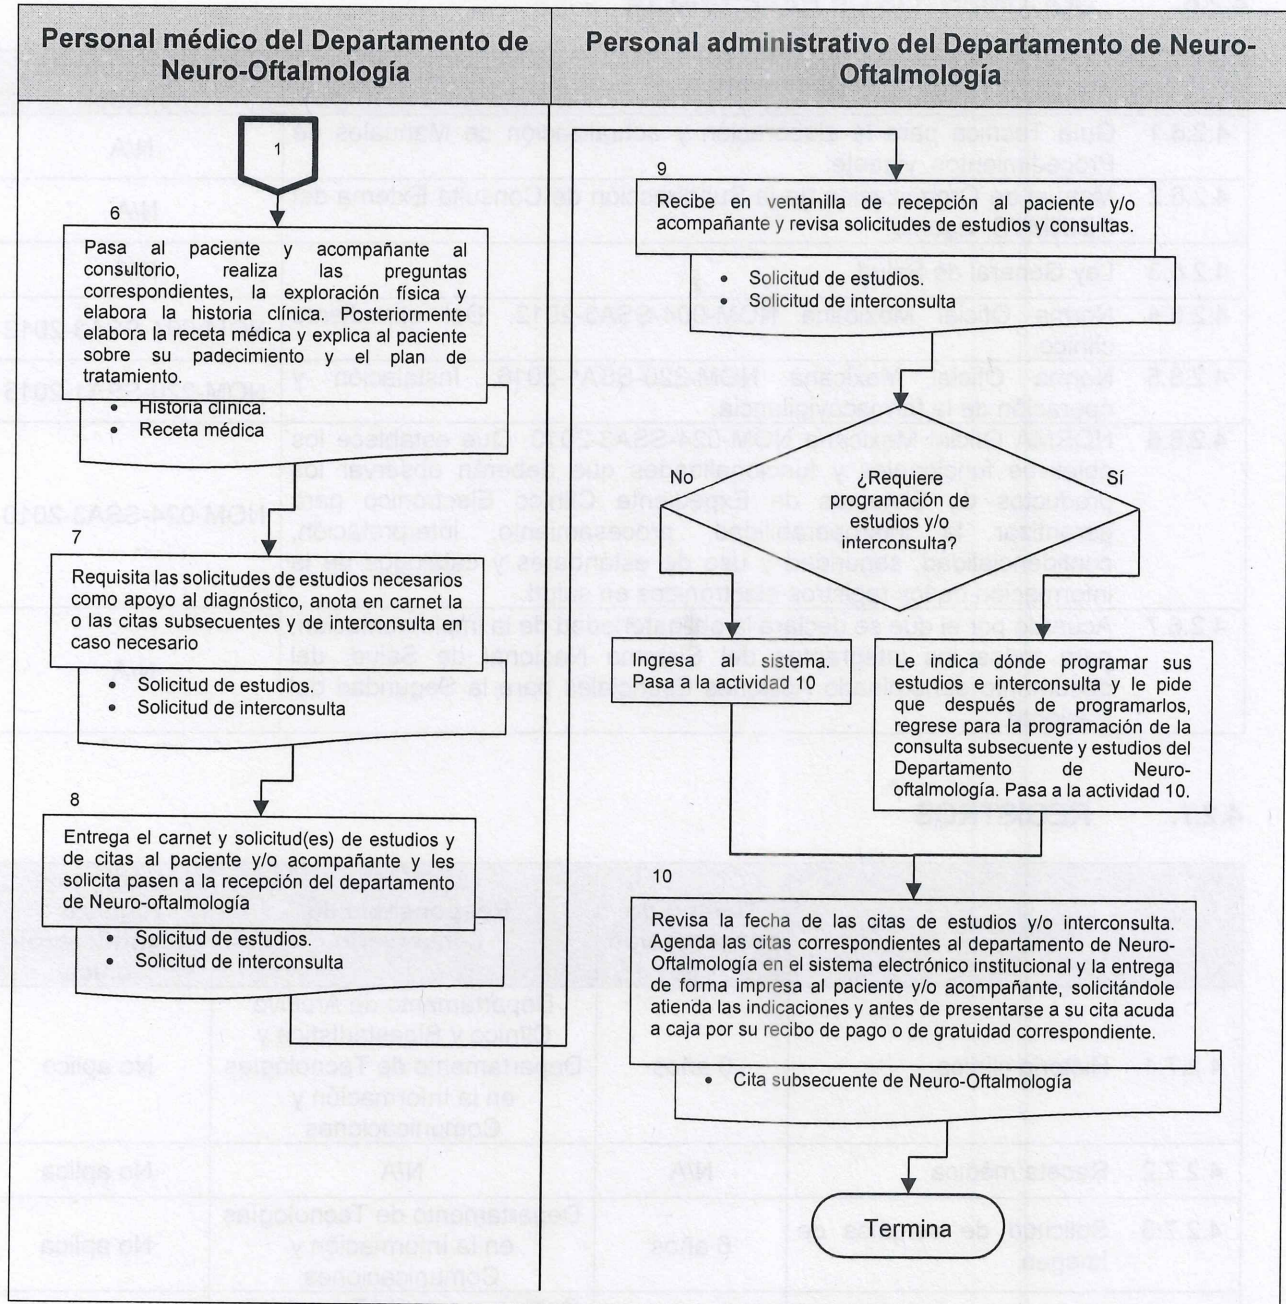 Personal médico del Departamento de
Neuro-Oftalmología
Personal administrativo del Departamento de Neuro-
Oftalmología
1
6
Pasa al paciente y acompañante al
consultorio, realiza las preguntas
correspondientes, la exploración física y
elabora la historia clínica. Posteriormente
elabora la receta médica y explica al paciente
sobre su padecimiento y el plan de
tratamiento.
• Historia clínica.
• Receta médica
7
Requisita las solicitudes de estudios necesarios
como apoyo al diagnóstico, anota en carnet la
o las citas subsecuentes y de interconsulta en
caso necesario
• Solicitud de estudios.
• Solicitud de interconsulta
8
Entrega el carnet y solicitud(es) de estudios y
de citas al paciente y/o acompañante y les
solicita pasen a la recepción del departamento
de Neuro-oftalmología
• Solicitud de estudios.
• Solicitud de interconsulta
9
Recibe en ventanilla de recepción al paciente y/o
acompañante y revisa solicitudes de estudios y consultas.
• Solicitud de estudios.
• Solicitud de interconsulta
No
¿Requiere
programación de
estudios y/o
interconsulta?
Sí
Ingresa al sistema.
Pasa a la actividad 10
Le indica dónde programar sus
estudios e interconsulta y le pide
que después de programarlos,
regrese para la programación de la
consulta subsecuente y estudios del
Departamento de Neuro-
oftalmología. Pasa a la actividad 10.
10
Revisa la fecha de las citas de estudios y/o interconsulta.
Agenda las citas correspondientes al departamento de Neuro-
Oftalmología en el sistema electrónico institucional y la entrega
de forma impresa al paciente y/o acompañante, solicitándole
atienda las indicaciones y antes de presentarse a su cita acuda
a caja por su recibo de pago o de gratuidad correspondiente.
• Cita subsecuente de Neuro-Oftalmología
Termina